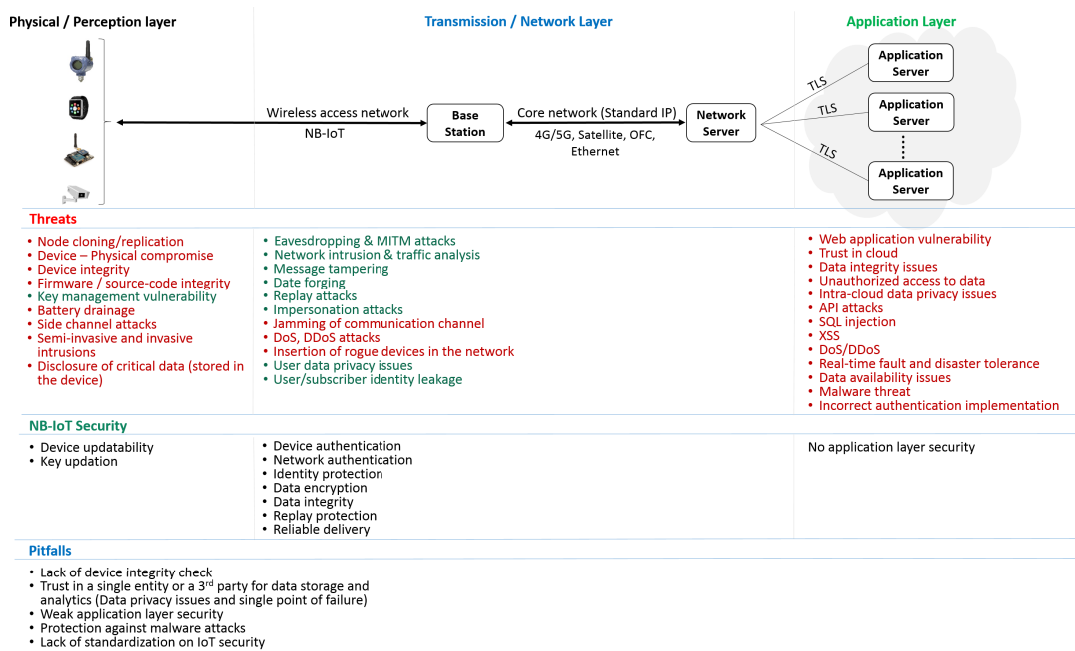 Physical / Perception layer
Transmission / Network Layer
Application Layer
Wireless access network
NB-IoT
Base
Station
Core network (Standard IP)
4G/5G, Satellite, OFC,
Ethernet
Network
Server
TLS
TLS
TLS
Application
Server
Application
Server
Application
Server
Threats
• Node cloning/replication
• Device – Physical compromise
• Device integrity
• Firmware / source-code integrity
• Key management vulnerability
• Battery drainage
• Side channel attacks
• Semi-invasive and invasive
intrusions
• Disclosure of critical data (stored in
the device)
• Eavesdropping & MITM attacks
• Network intrusion & traffic analysis
• Message tampering
• Date forging
• Replay attacks
• Impersonation attacks
• Jamming of communication channel
• DoS, DDoS attacks
• Insertion of rogue devices in the network
• User data privacy issues
• User/subscriber identity leakage
• Web application vulnerability
• Trust in cloud
• Data integrity issues
• Unauthorized access to data
• Intra-cloud data privacy issues
• API attacks
• SQL injection
• XSS
• DoS/DDoS
• Real-time fault and disaster tolerance
• Data availability issues
• Malware threat
• Incorrect authentication implementation
NB-IoT Security
• Device updatability
• Key updation
• Device authentication
• Network authentication
• Identity protection
• Data encryption
• Data integrity
• Replay protection
• Reliable delivery
No application layer security
Pitfalls
• Lack of device integrity check
• Trust in a single entity or a 3rd party for data storage and
analytics (Data privacy issues and single point of failure)
• Weak application layer security
• Protection against malware attacks
• Lack of standardization on IoT security